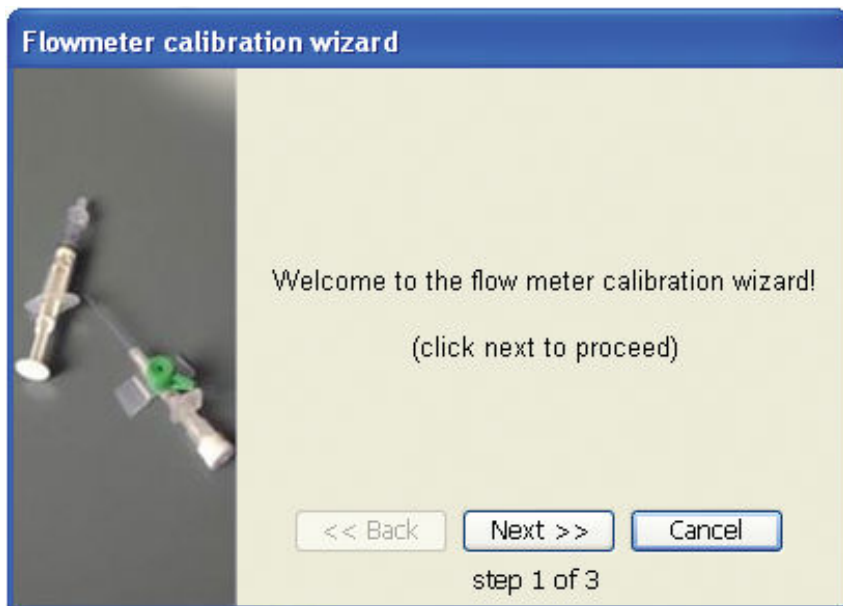 Flowmeter calibration wizard
Welcome to the flow meter calibration wizard!
(click next to proceed)
<< Back Next >> Cancel
step 1 of 3